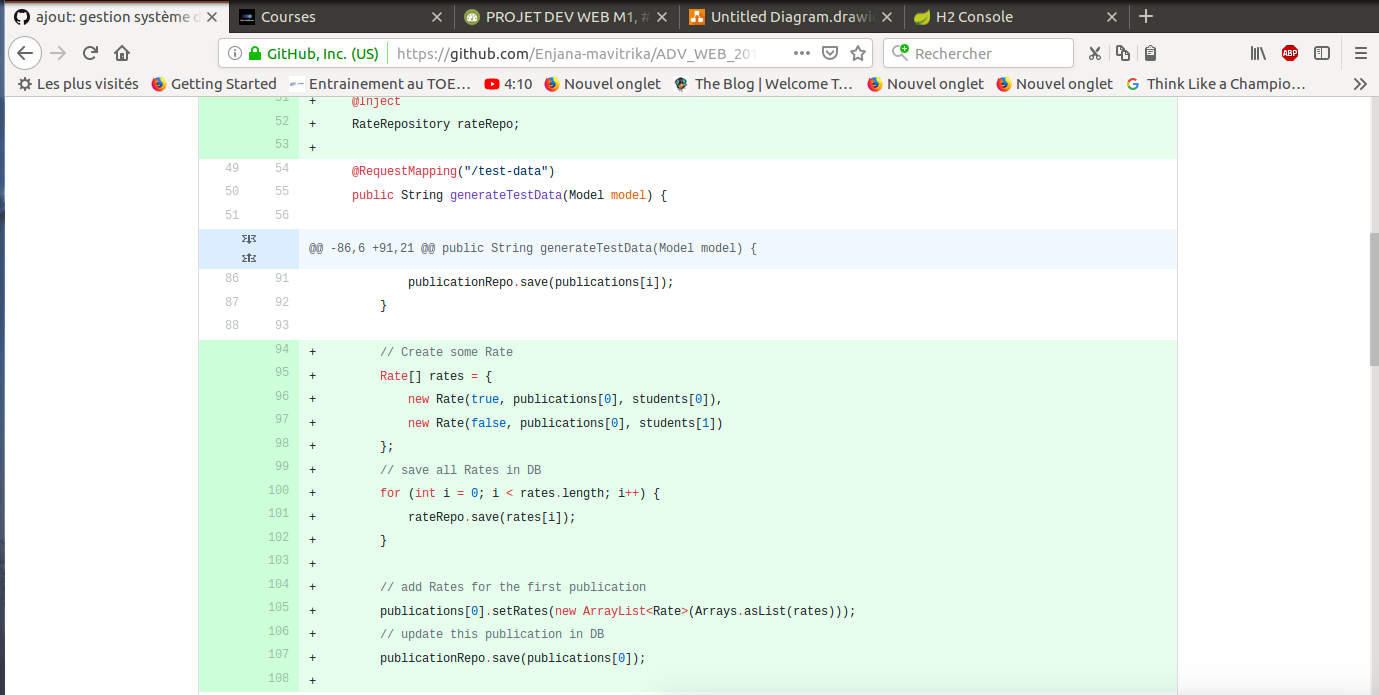 ajout: gestion système d
Courses
PROJET DEV WEB M1, #
Untitled Diagram.drawi
H2 Console
GitHub, Inc. (US)
https://github.com/Enjana-mavitrika/ADV_WEB_201
Rechercher
ABP
Les plus visités
Getting Started
Entrainement au TOE…
4:10
Nouvel onglet
The Blog | Welcome T…
Nouvel onglet
Nouvel onglet
Think Like a Champio…
51 + @Inject
52 + RateRepository rateRepo;
53 +
49 54 @RequestMapping("/test-data")
50 55 public String generateTestData(Model model) {
51 56
@@ -86,6 +91,21 @@ public String generateTestData(Model model) {
86 91 publicationRepo.save(publications[i]);
87 92 }
88 93
94 + // Create some Rate
95 + Rate[] rates = {
96 + new Rate(true, publications[0], students[0]),
97 + new Rate(false, publications[0], students[1])
98 + };
99 + // save all Rates in DB
100 + for (int i = 0; i < rates.length; i++) {
101 + rateRepo.save(rates[i]);
102 + }
103 +
104 + // add Rates for the first publication
105 + publications[0].setRates(new ArrayList<Rate>(Arrays.asList(rates)));
106 + // update this publication in DB
107 + publicationRepo.save(publications[0]);
108 +